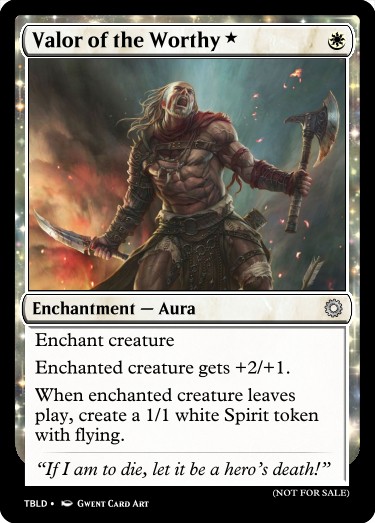 Valor of the Worthy ★
Enchantment — Aura
Enchant creature
Enchanted creature gets +2/+1.
When enchanted creature leaves
play, create a 1/1 white Spirit token
with flying.
“If I am to die, let it be a hero’s death!”
(NOT FOR SALE)
TBLD • GWENT CARD ART